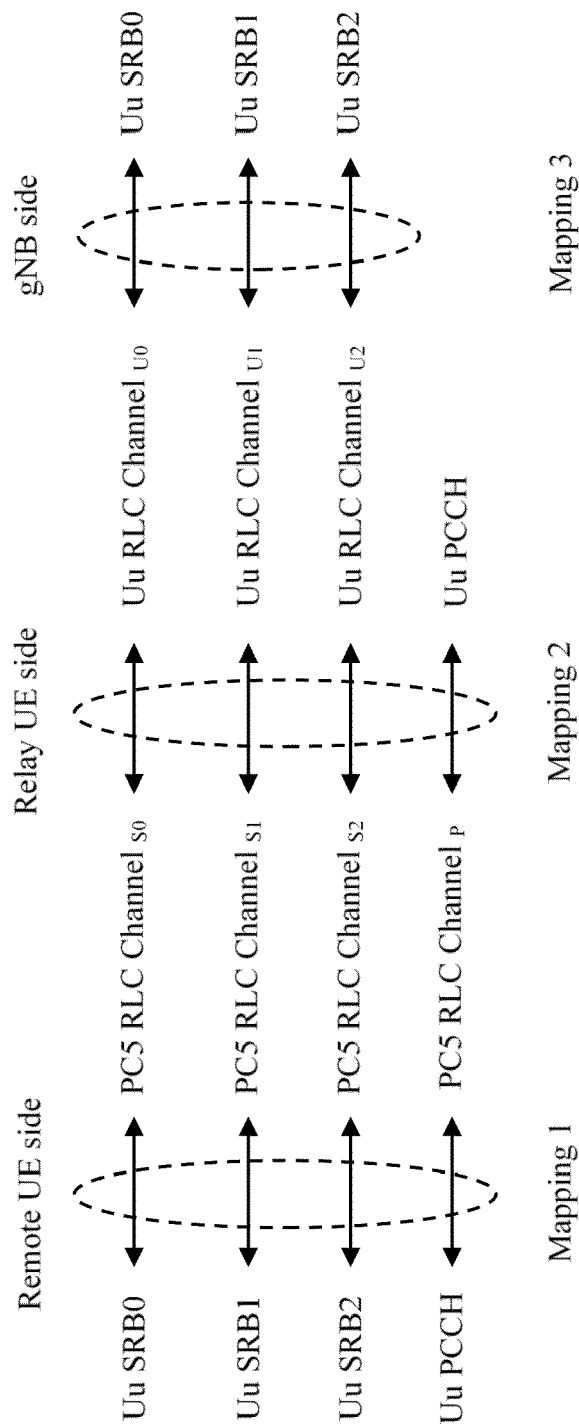 Remote UE side Relay UE side gNB side
Uu SRB0 PC5 RLC Channel S0 Uu RLC Channel U0 Uu SRB0
Uu SRB1 PC5 RLC Channel S1 Uu RLC Channel U1 Uu SRB1
Uu SRB2 PC5 RLC Channel S2 Uu RLC Channel U2 Uu SRB2
Uu PCCH PC5 RLC Channel P Uu PCCH
Mapping 1 Mapping 2 Mapping 3